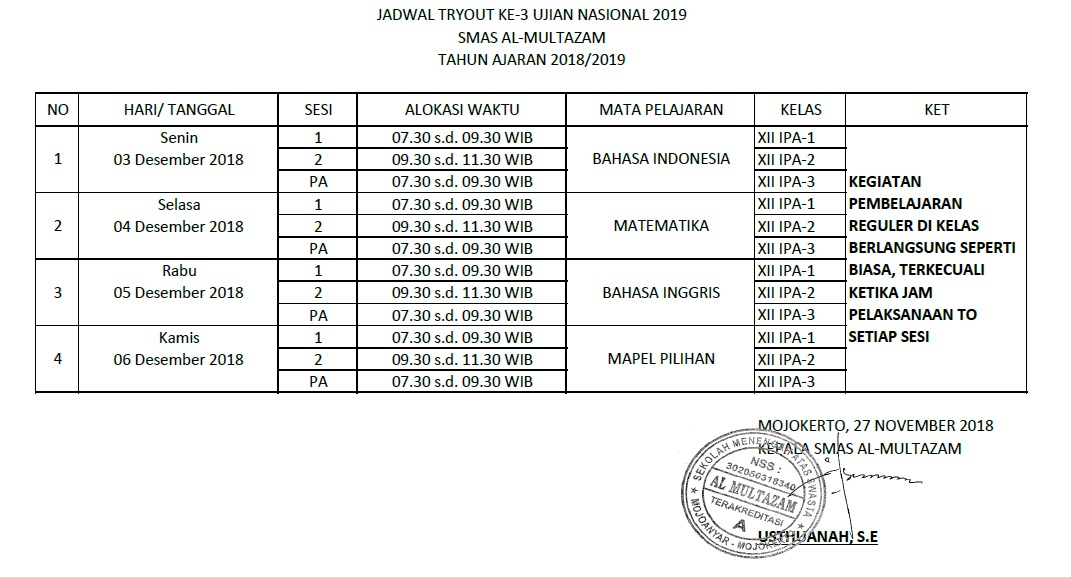 JADWAL TRYOUT KE-3 UJIAN NASIONAL 2019
SMAS AL-MULTAZAM
TAHUN AJARAN 2018/2019
NO HARI/ TANGGAL SESI ALOKASI WAKTU MATA PELAJARAN KELAS KET
1 Senin 03 Desember 2018 BAHASA INDONESIA
1 07.30 s.d. 09.30 WIB XII IPA-1
2 09.30 s.d. 11.30 WIB XII IPA-2
PA 07.30 s.d. 09.30 WIB XII IPA-3
2 Selasa 04 Desember 2018 MATEMATIKA
1 07.30 s.d. 09.30 WIB XII IPA-1
2 09.30 s.d. 11.30 WIB XII IPA-2
PA 07.30 s.d. 09.30 WIB XII IPA-3
3 Rabu 05 Desember 2018 BAHASA INGGRIS
1 07.30 s.d. 09.30 WIB XII IPA-1
2 09.30 s.d. 11.30 WIB XII IPA-2
PA 07.30 s.d. 09.30 WIB XII IPA-3
4 Kamis 06 Desember 2018 MAPEL PILIHAN
1 07.30 s.d. 09.30 WIB XII IPA-1
2 09.30 s.d. 11.30 WIB XII IPA-2
PA 07.30 s.d. 09.30 WIB XII IPA-3
KEGIATAN
PEMBELAJARAN
REGULER DI KELAS
BERLANGSUNG SEPERTI
BIASA, TERKECUALI
KETIKA JAM
PELAKSANAAN TO
SETIAP SESI
MOJOKERTO, 27 NOVEMBER 2018
KEPALA SMAS AL-MULTAZAM
SEKOLAH MENENGAH ATAS SWASTA
NSS :
302050318340
AL MULTAZAM
TERAKREDITASI
A
MOJOANYAR - MOJOKERTO
S.E